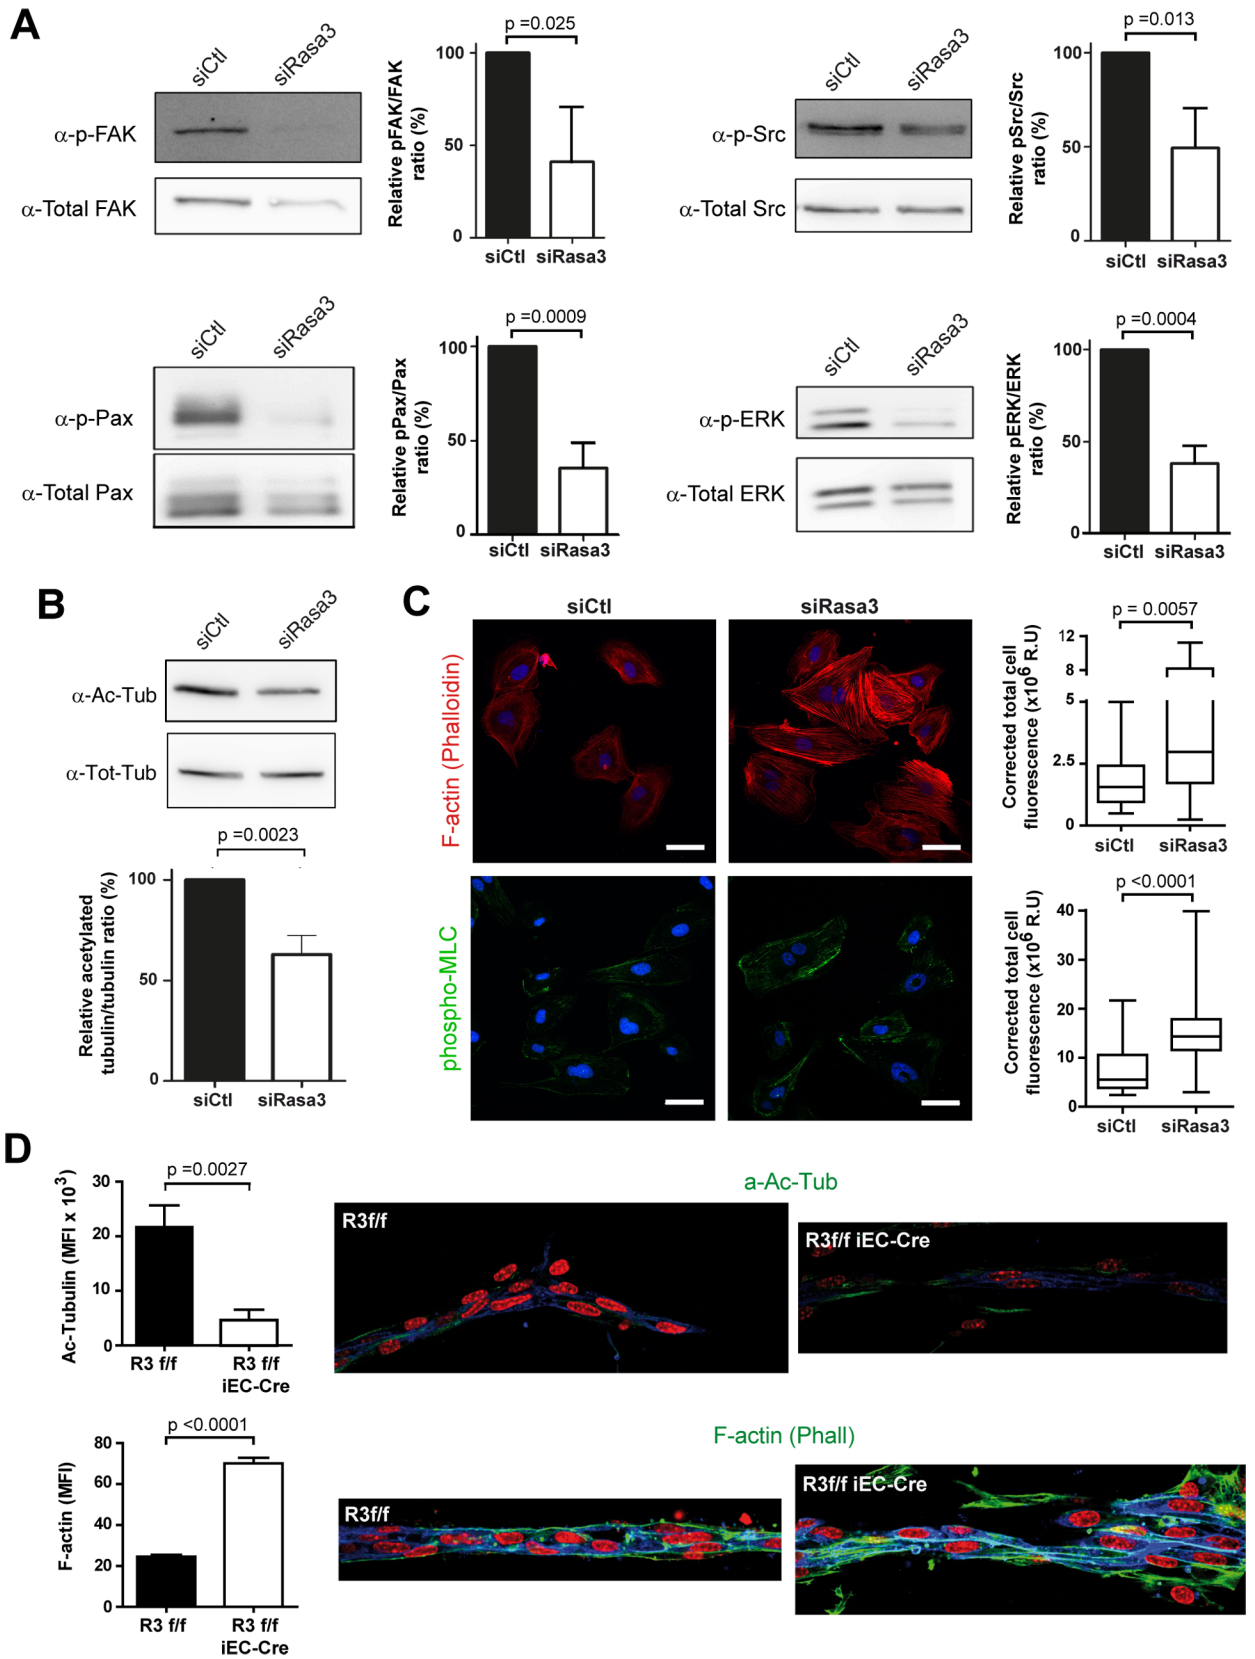 A
siCtl
siRasa3
α-p-FAK
α-Total FAK
Relative pFAK/FAK
ratio (%)
p =0.025
100
50
0
siCtl siRasa3
siCtl
siRasa3
α-p-Src
α-Total Src
Relative pSrc/Src
ratio (%)
p =0.013
100
50
0
siCtl siRasa3
siCtl
siRasa3
α-p-Pax
α-Total Pax
Relative pPax/Pax
ratio (%)
p =0.0009
100
50
0
siCtl siRasa3
siCtl
siRasa3
α-p-ERK
α-Total ERK
Relative pERK/ERK
ratio (%)
p =0.0004
100
50
0
siCtl siRasa3
B
siCtl
siRasa3
α-Ac-Tub
α-Tot-Tub
p =0.0023
Relative acetylated
tubulin/tubulin ratio (%)
100
50
0
siCtl siRasa3
C
siCtl
siRasa3
F-actin (Phalloidin)
phospho-MLC
p = 0.0057
Corrected total cell
fluorescence (x10⁶ R.U)
12
8
5
2.5
0
siCtl siRasa3
p <0.0001
Corrected total cell
fluorescence (x10⁶ R.U)
40
30
20
10
0
siCtl siRasa3
D
p =0.0027
Ac-Tubulin (MFI x 10³)
30
20
10
0
R3 f/f R3 f/f
iEC-Cre
a-Ac-Tub
R3f/f
R3f/f iEC-Cre
p <0.0001
F-actin (MFI)
80
60
40
20
0
R3 f/f R3 f/f
iEC-Cre
F-actin (Phall)
R3f/f
R3f/f iEC-Cre